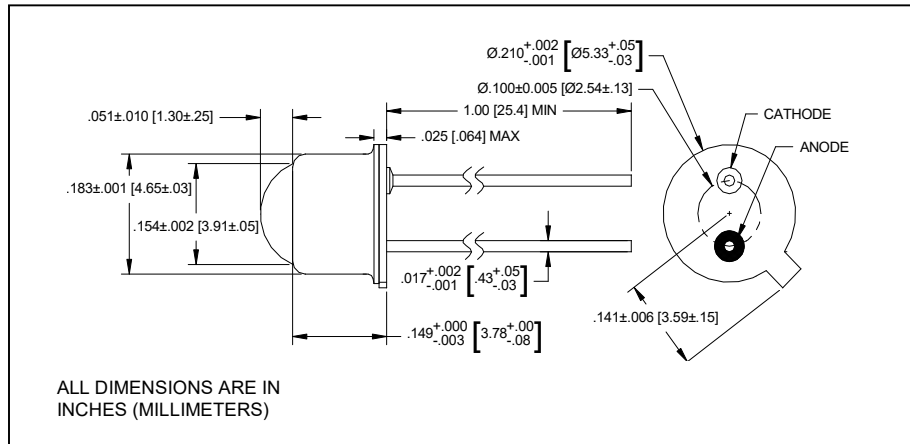 Ø.210+.002 -.001 [Ø5.33+.05 -.03]
Ø.100±0.005 [Ø2.54±.13]
1.00 [25.4] MIN
.051±.010 [1.30±.25]
.025 [.064] MAX
CATHODE
ANODE
.183±.001 [4.65±.03]
.154±.002 [3.91±.05]
.017+.002 -.001 [.43+.05 -.03]
.141±.006 [3.59±.15]
.149+.000 -.003 [3.78+.00 -.08]
ALL DIMENSIONS ARE IN
INCHES (MILLIMETERS)